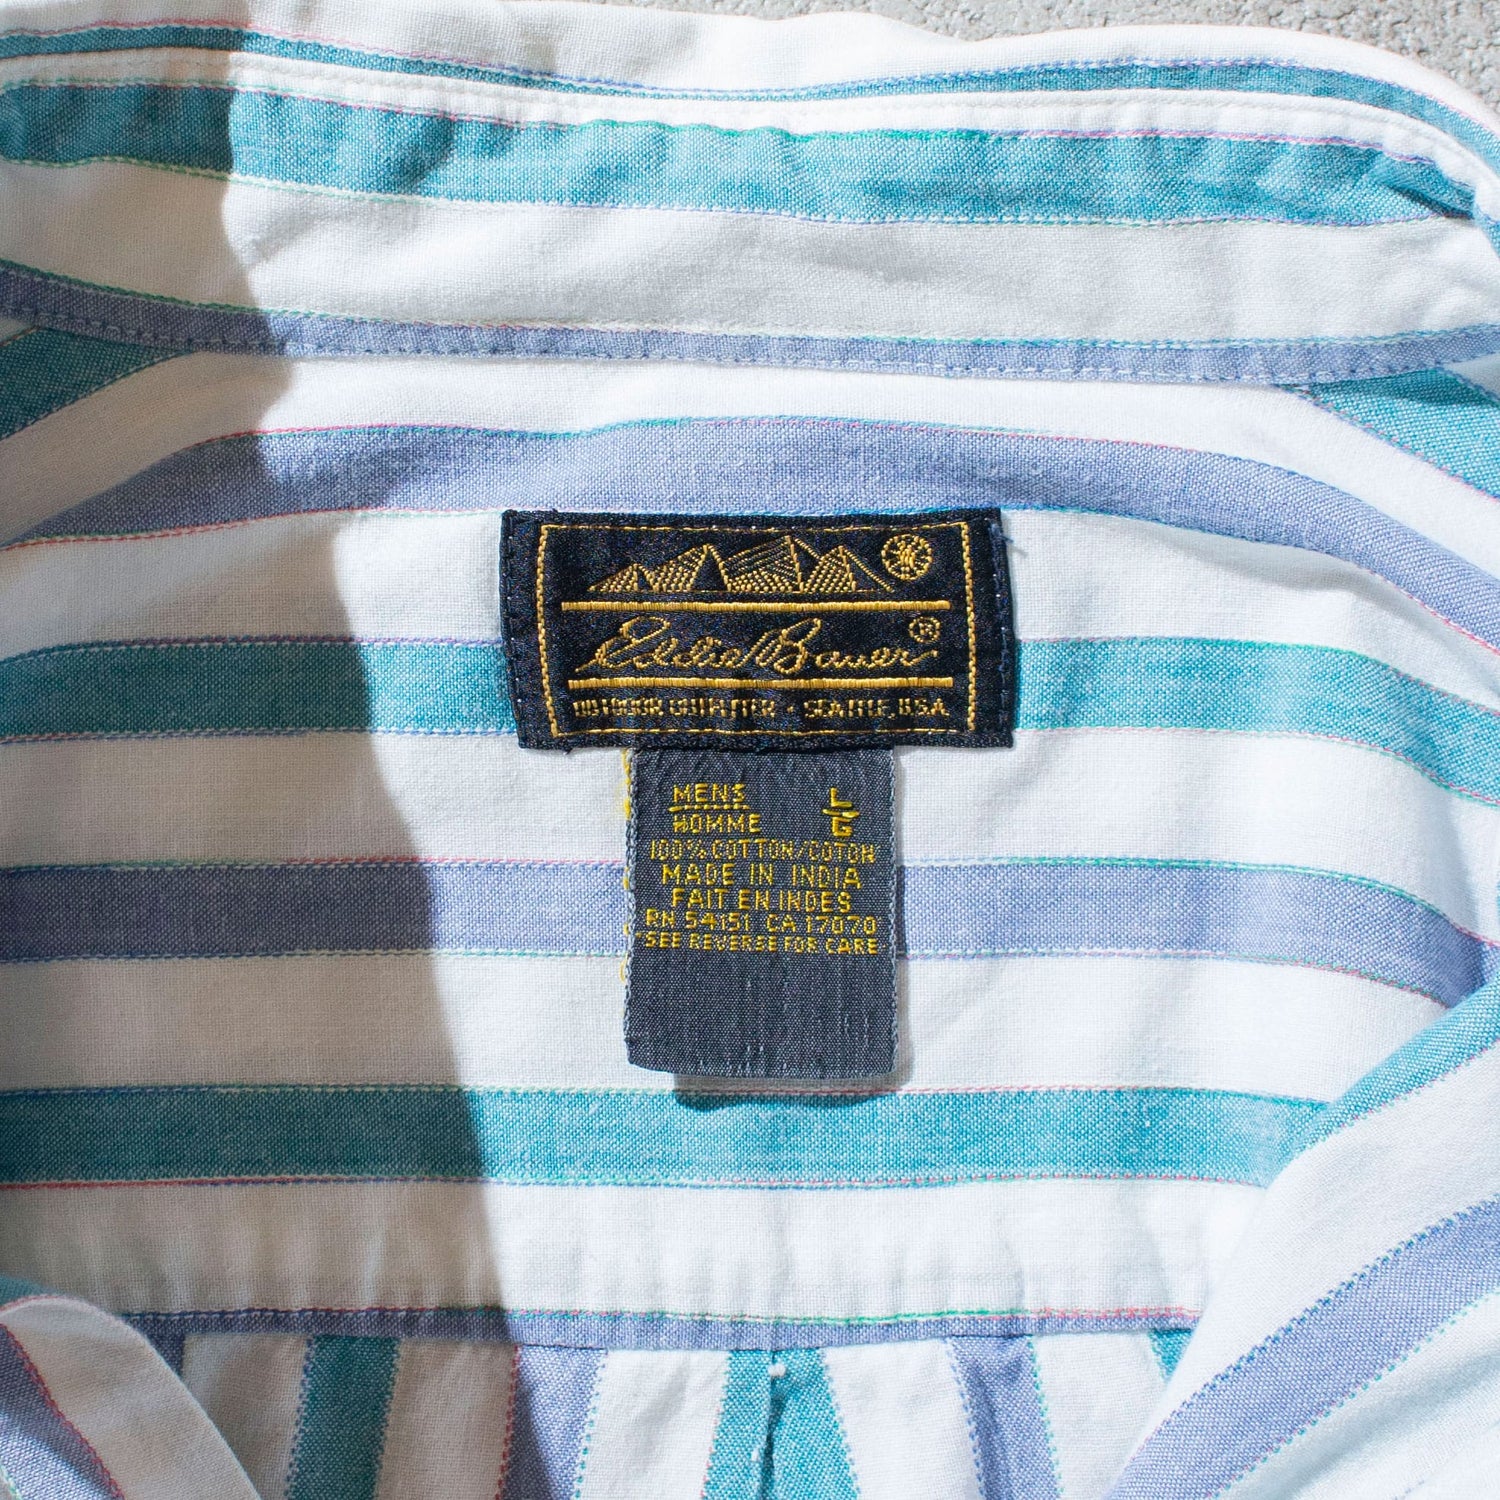 Eddie Bauer ®
OUTDOOR OUTFITTER · SEATTLE, USA
MENS L
HOMME G
100% COTTON/COTON
MADE IN INDIA
FAIT EN INDES
RN 54151 CA 17070
SEE REVERSE FOR CARE